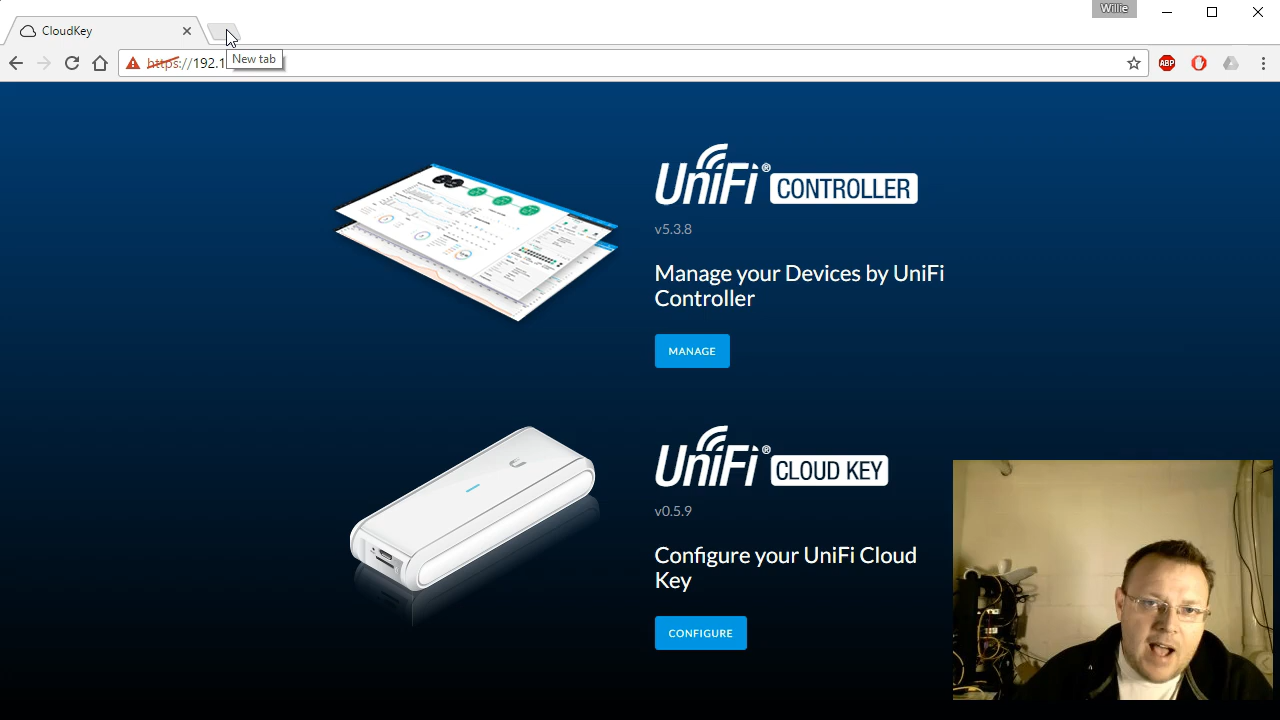 Willie
CloudKey
https://192.1
New tab
ABP
UniFi® CONTROLLER
v5.3.8
Manage your Devices by UniFi
Controller
MANAGE
UniFi® CLOUD KEY
v0.5.9
Configure your UniFi Cloud
Key
CONFIGURE